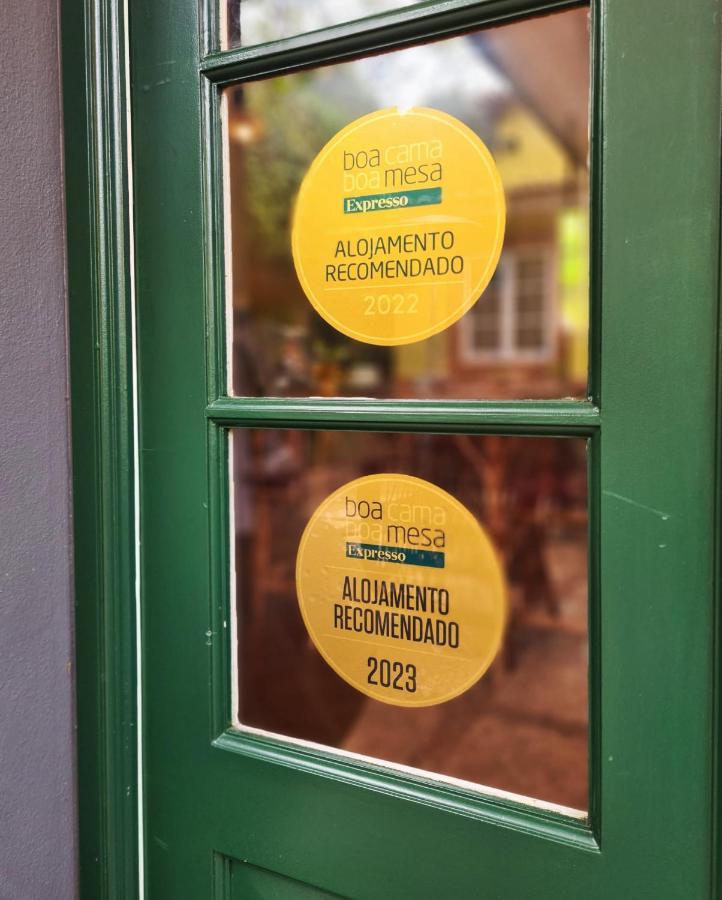 boa cama
boa mesa
Expresso
ALOJAMENTO
RECOMENDADO
2022
boa cama
boa mesa
Expresso
ALOJAMENTO
RECOMENDADO
2023